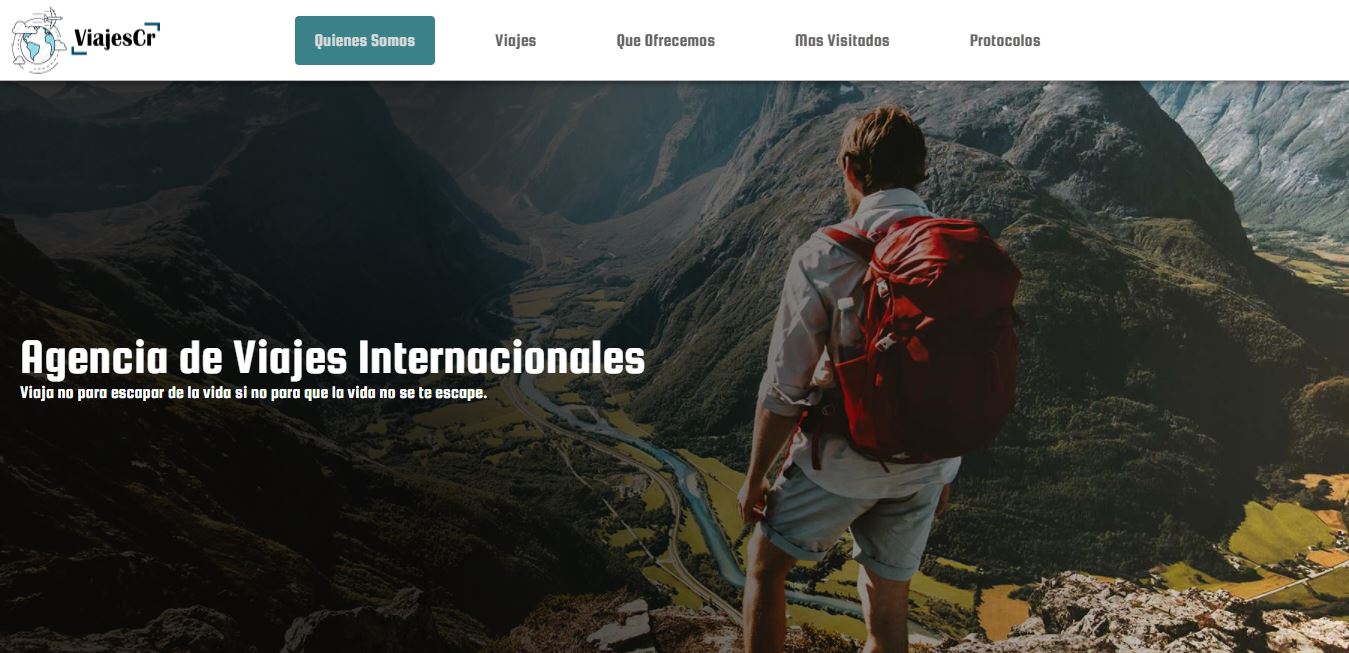 ViajesCr
Quienes Somos
Viajes
Que Ofrecemos
Mas Visitados
Protocolos
Agencia de Viajes Internacionales
Viaja no para escapar de la vida si no para que la vida no se te escape.